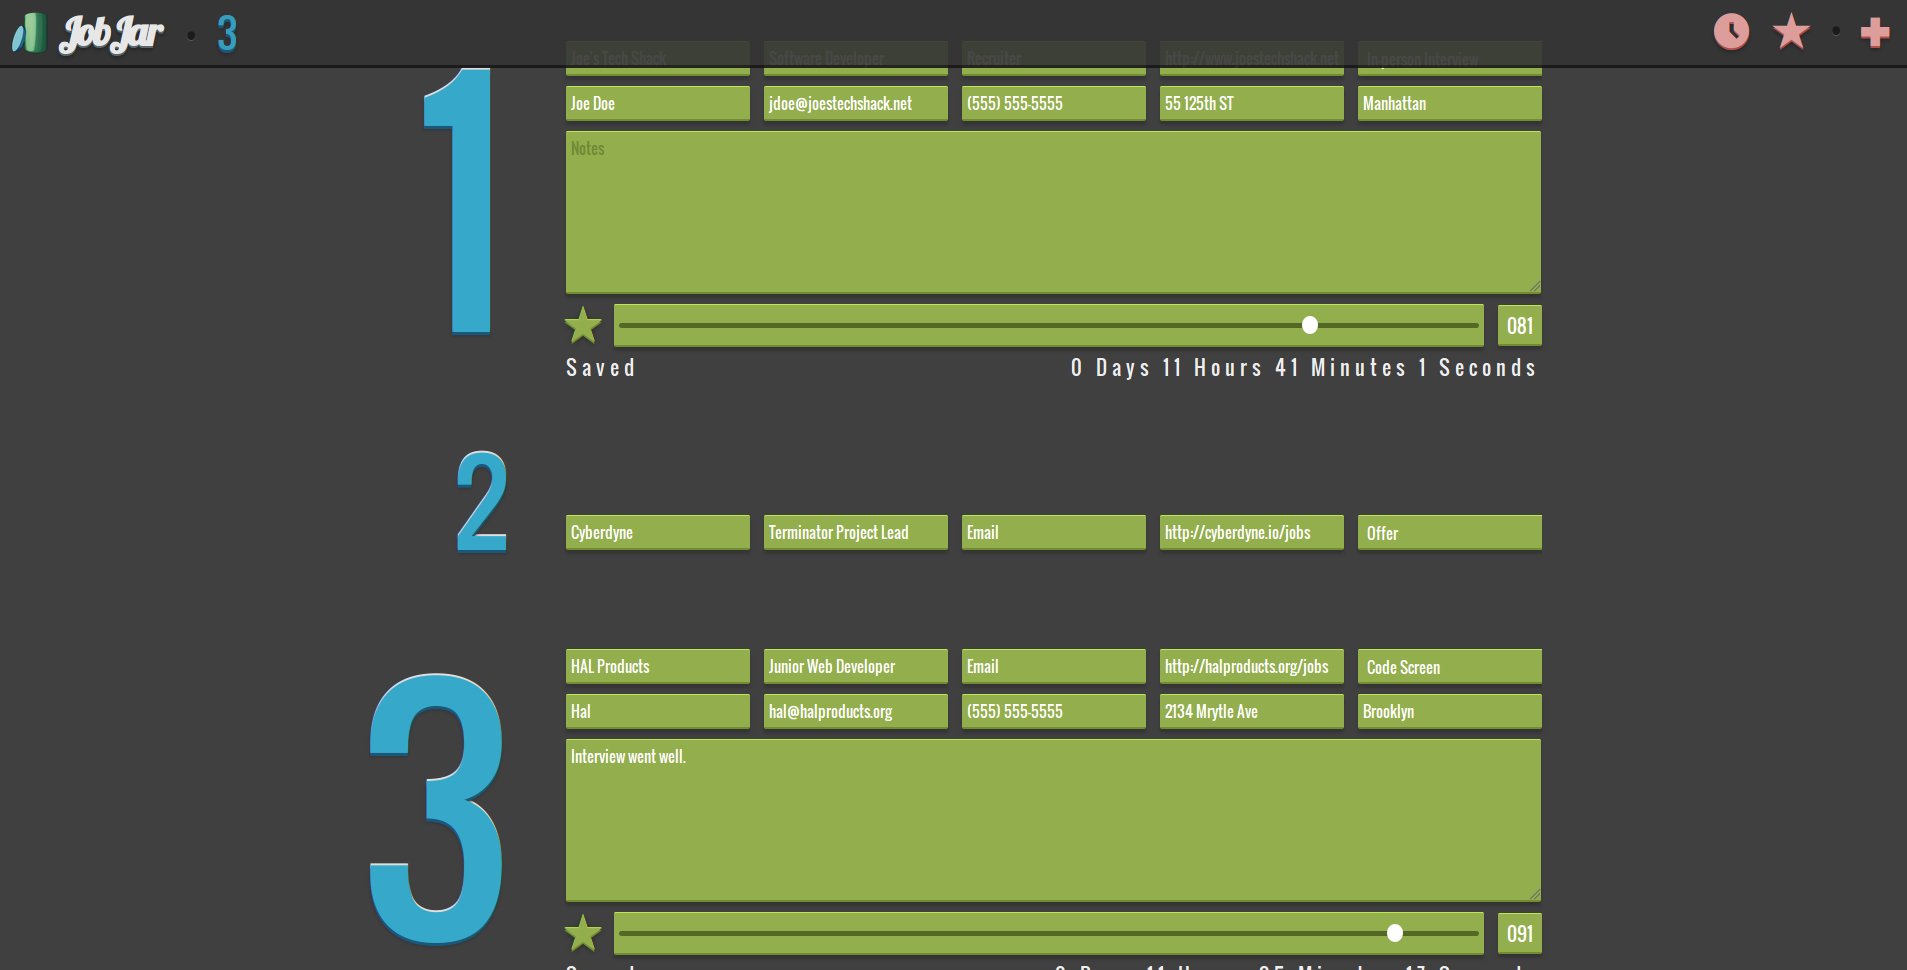 JobJar • 3
Joe's Tech Shack Software Developer Recruiter http://www.joestechshack.net In-person Interview
1
Joe Doe jdoe@joestechshack.net (555) 555-5555 55 125th ST Manhattan
Notes
081
Saved 0 Days 11 Hours 41 Minutes 1 Seconds
2
Cyberdyne Terminator Project Lead Email http://cyberdyne.io/jobs Offer
3
HAL Products Junior Web Developer Email http://halproducts.org/jobs Code Screen
Hal hal@halproducts.org (555) 555-5555 2134 Mrytle Ave Brooklyn
Interview went well.
091